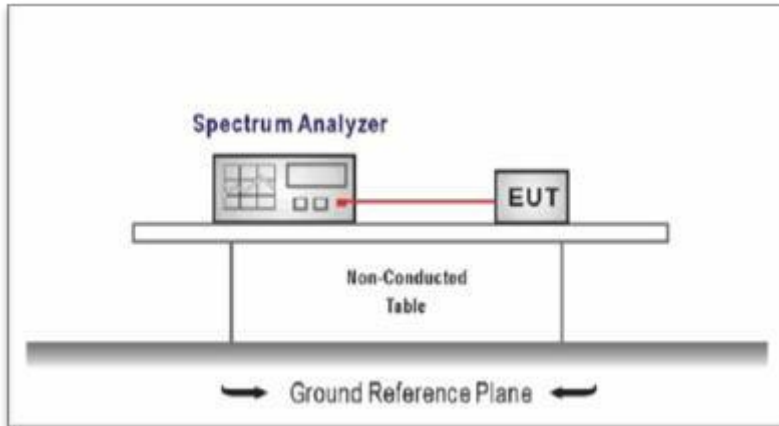 Spectrum Analyzer
EUT
Non-Conducted
Table
Ground Reference Plane